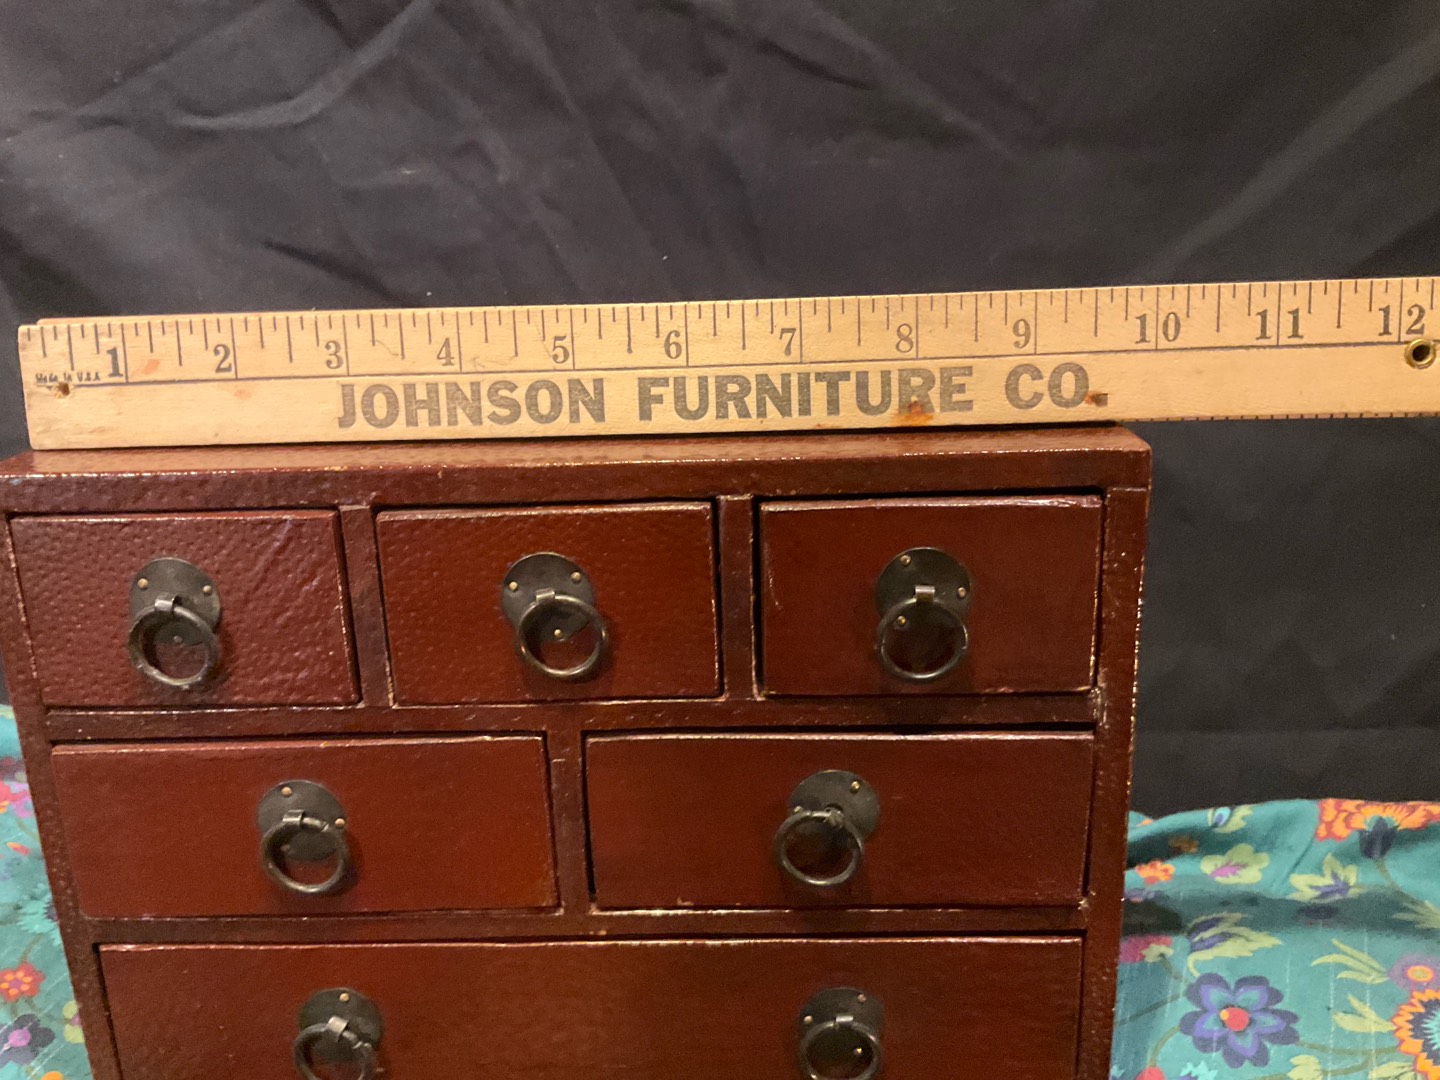 1 2 3 4 5 6 7 8 9 10 11 12
Made in U.S.A
JOHNSON FURNITURE CO.